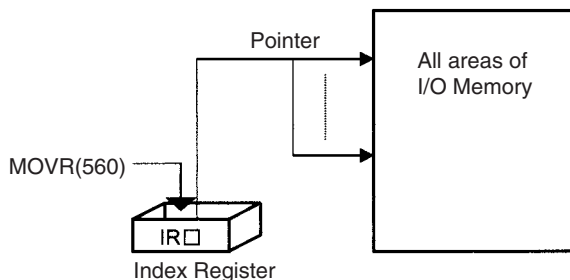 Pointer
All areas of
I/O Memory
MOVR(560)
IR□
Index Register